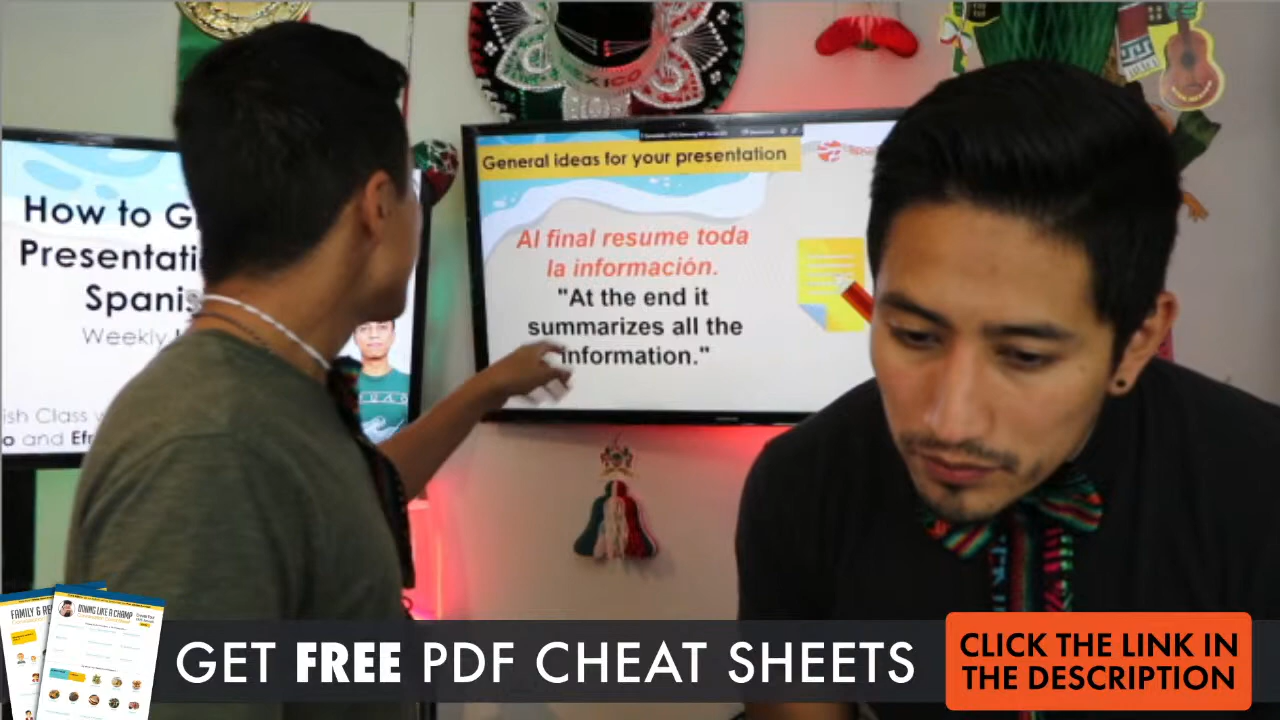 MEXICO
General ideas for your presentation
How to G
Presentati
Spanis
Weekly
Al final resume toda
la información.
"At the end it
summarizes all the
information."
ish Class
o and Efr
FAMILY & RE
DINING LIKE A CHAMP
GET FREE PDF CHEAT SHEETS
CLICK THE LINK IN
THE DESCRIPTION